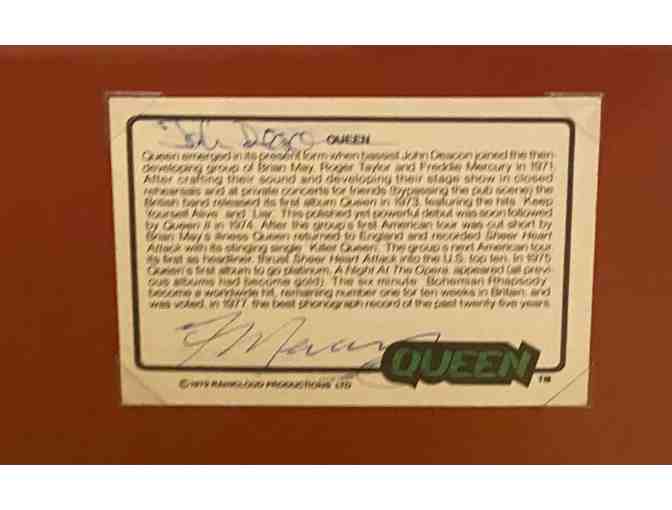 QUEEN
Queen emerged in its present form when bassist John Deacon joined the then
developing group of Brian May, Roger Taylor and Freddie Mercury in 1971.
After crafting their sound and developing their stage show in closed
rehearsals and at private concerts for friends (bypassing the pub scene) the
British band released its first album Queen in 1973, featuring the hits Keep
Yourself Alive and Liar. This polished yet powerful debut was soon followed
by Queen II in 1974. After the group's first American tour was cut short by
Brian May's illness Queen returned to England and recorded Sheer Heart
Attack with its stinging single Killer Queen. The group's next American tour
its first as headliner, thrust Sheer Heart Attack into the U.S. top ten. In 1975
Queen's first album to go platinum, A Night At The Opera, appeared (all previ-
ous albums had become gold). The six minute 'Bohemian Rhapsody'
become a worldwide hit, remaining number one for ten weeks in Britain, and
was voted, in 1977, the best phonograph record of the past twenty five years.
F Mercury
QUEEN
© 1979 RAINCLOUD PRODUCTIONS LTD TM